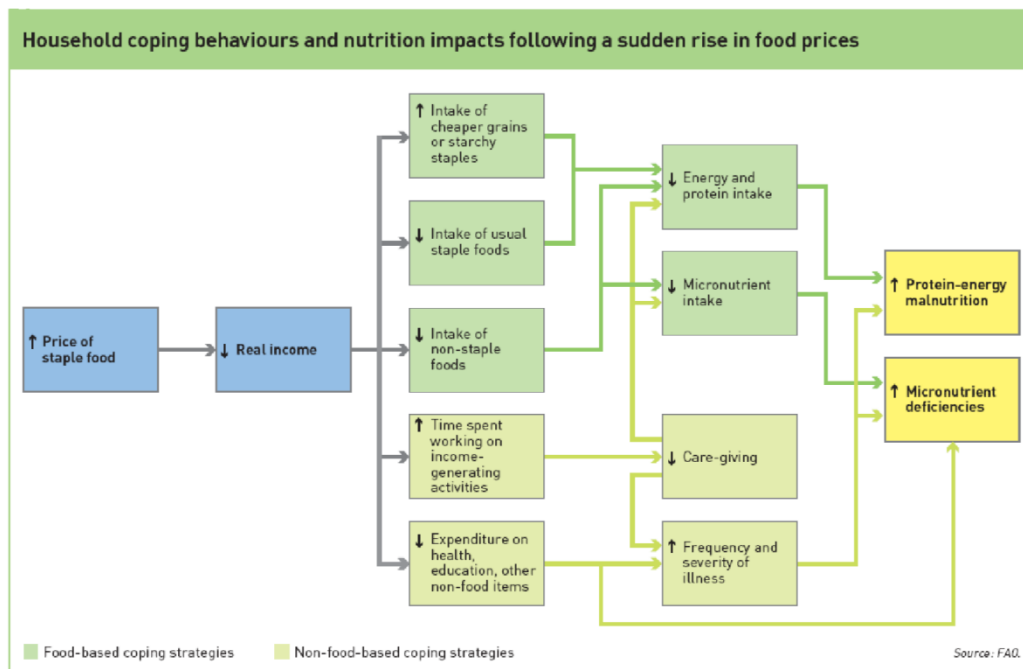 Household coping behaviours and nutrition impacts following a sudden rise in food prices
↑ Price of
staple food
↓ Real income
↑ Intake of
cheaper grains
or starchy
staples
↓ Intake of usual
staple foods
↓ Intake of
non-staple
foods
↑ Time spent
working on
income-
generating
activities
↓ Expenditure on
health,
education, other
non-food items
↓ Energy and
protein intake
↓ Micronutrient
intake
↓ Care-giving
↑ Frequency and
severity of
illness
↑ Protein-energy
malnutrition
↑ Micronutrient
deficiencies
Food-based coping strategies
Non-food-based coping strategies
Source: FAO.